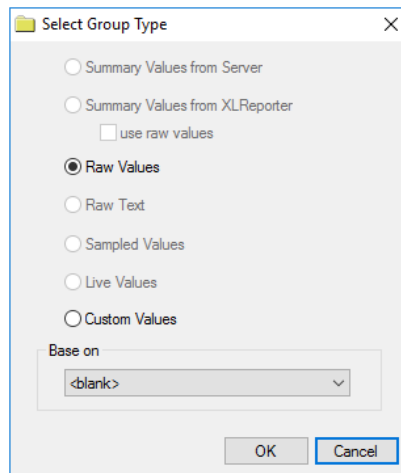 Select Group Type
Summary Values from Server
Summary Values from XLReporter
use raw values
Raw Values
Raw Text
Sampled Values
Live Values
Custom Values
Base on
<blank>
OK Cancel